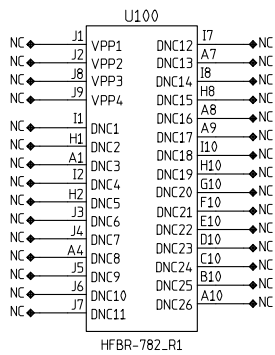 U100
NC J1 VPP1 DNC12 I7 NC
NC J2 VPP2 DNC13 A7 NC
NC J8 VPP3 DNC14 I8 NC
NC J9 VPP4 DNC15 H8 NC
DNC16 A8 NC
NC I1 DNC1 DNC17 A9 NC
NC H1 DNC2 DNC18 I10 NC
NC A1 DNC3 DNC19 H10 NC
NC I2 DNC4 DNC20 G10 NC
NC H2 DNC5 DNC21 F10 NC
NC J3 DNC6 DNC22 E10 NC
NC J4 DNC7 DNC23 D10 NC
NC A4 DNC8 DNC24 C10 NC
NC J5 DNC9 DNC25 B10 NC
NC J6 DNC10 DNC26 A10 NC
NC J7 DNC11
HFBR-782_R1